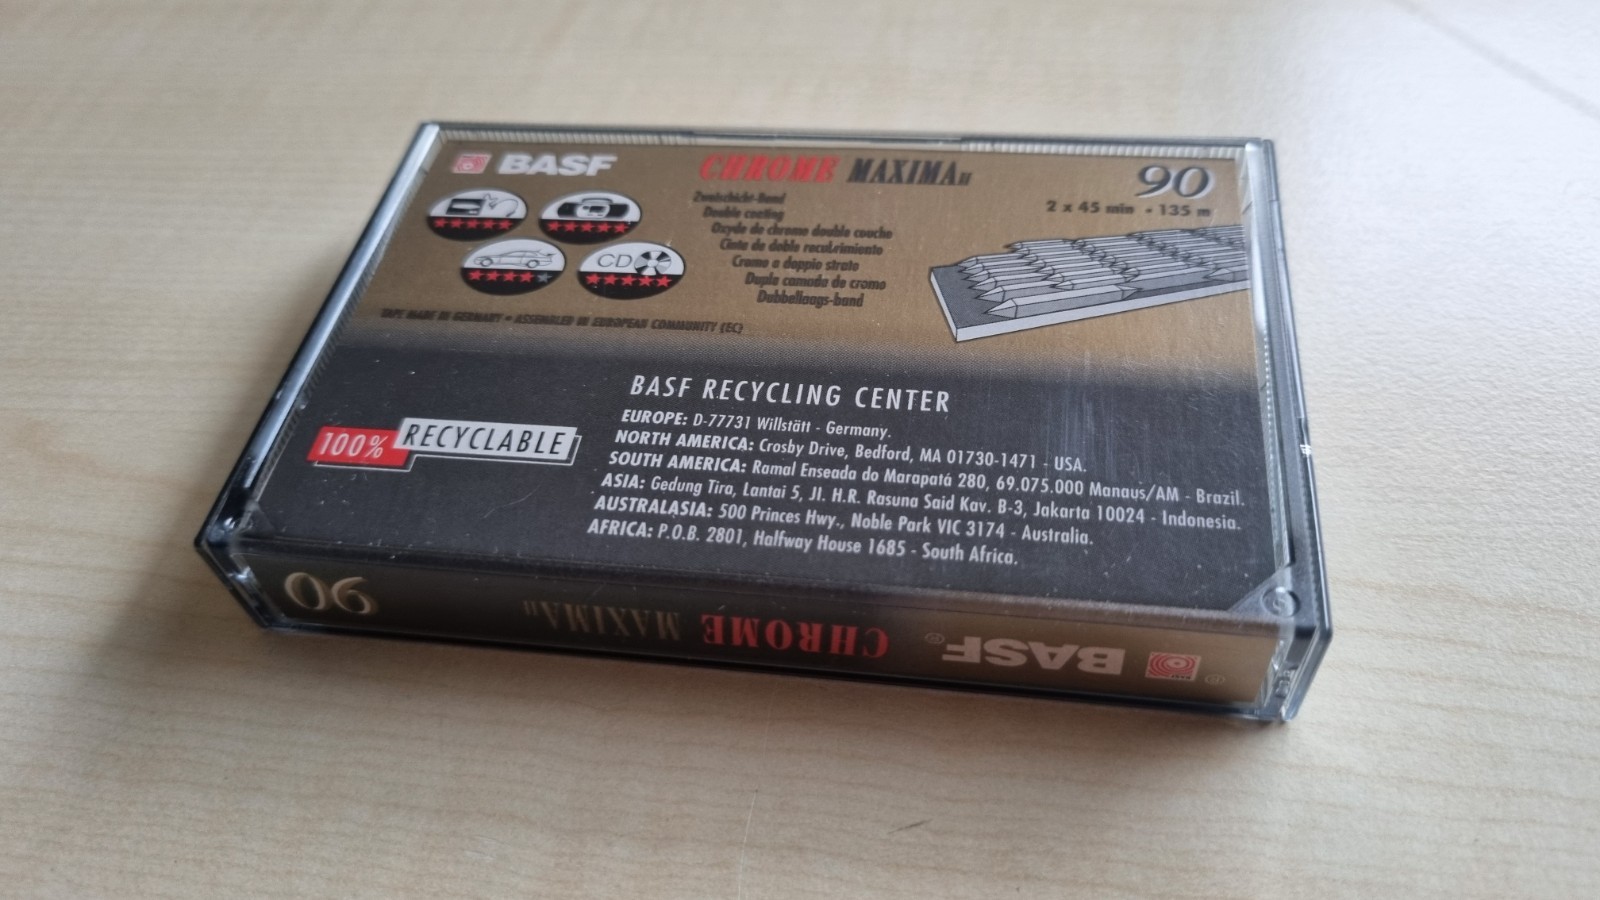 BASF CHROME MAXIMA II 90
2 x 45 min • 135 m
Zweischicht-Band
Double coating
Oxyde de chrome double couche
Cinta de doble recubrimiento
Cromo a doppio strato
Dupla camada de cromo
Dubbellaags-band
CD
TAPE MADE IN GERMANY • ASSEMBLED IN EUROPEAN COMMUNITY (EC)
100% RECYCLABLE
BASF RECYCLING CENTER
EUROPE: D-77731 Willstätt - Germany.
NORTH AMERICA: Crosby Drive, Bedford, MA 01730-1471 - USA.
SOUTH AMERICA: Ramal Enseada do Marapatá 280, 69.075.000 Manaus/AM - Brazil.
ASIA: Gedung Tira, Lantai 5, Jl. H.R. Rasuna Said Kav. B-3, Jakarta 10024 - Indonesia.
AUSTRALASIA: 500 Princes Hwy., Noble Park VIC 3174 - Australia.
AFRICA: P.O.B. 2801, Halfway House 1685 - South Africa.
BASF® CHROME MAXIMA II 90